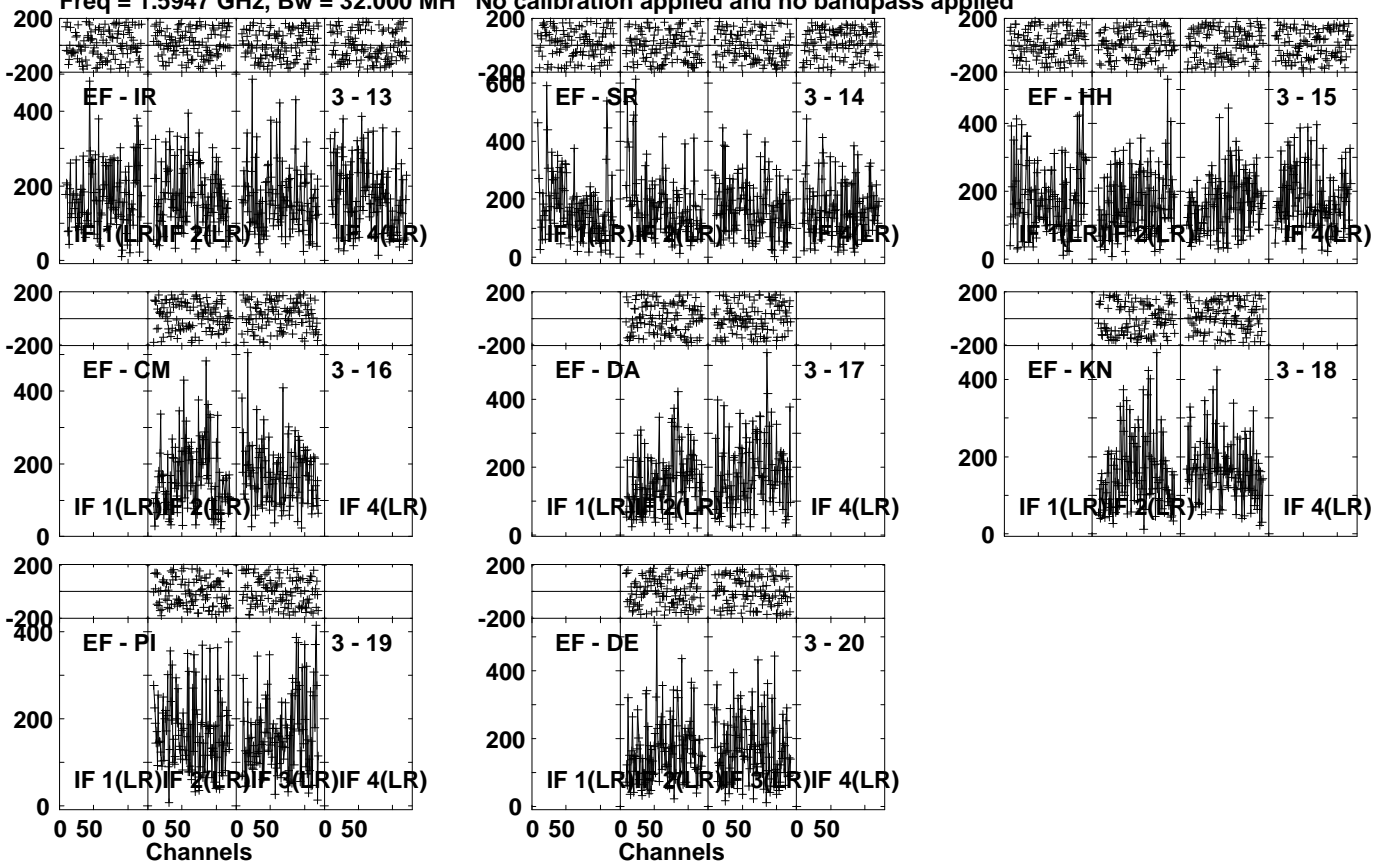 Freq = 1.5947 GHz, Bw = 32.000 MH No calibration applied and no bandpass applied
200
-200
EF - IR 3 - 13
400
200
0
IF 1(LR) IF 2(LR) IF 4(LR)
200
-200
600
EF - SR 3 - 14
400
200
0
IF 1(LR) IF 2(LR) IF 4(LR)
200
-200
EF - HH 3 - 15
400
200
0
IF 1(LR) IF 2(LR) IF 4(LR)
200
-200
EF - CM 3 - 16
400
200
0
IF 1(LR) IF 2(LR) IF 4(LR)
200
-200
EF - DA 3 - 17
400
200
0
IF 1(LR) IF 2(LR) IF 4(LR)
200
-200
EF - KN 3 - 18
400
200
0
IF 1(LR) IF 2(LR) IF 4(LR)
200
-200
400
EF - PI 3 - 19
200
0
IF 1(LR) IF 2(LR) IF 3(LR) IF 4(LR)
0 50 0 50 0 50 0 50
Channels
200
-200
EF - DE 3 - 20
400
200
0
IF 1(LR) IF 2(LR) IF 3(LR) IF 4(LR)
0 50 0 50 0 50 0 50
Channels